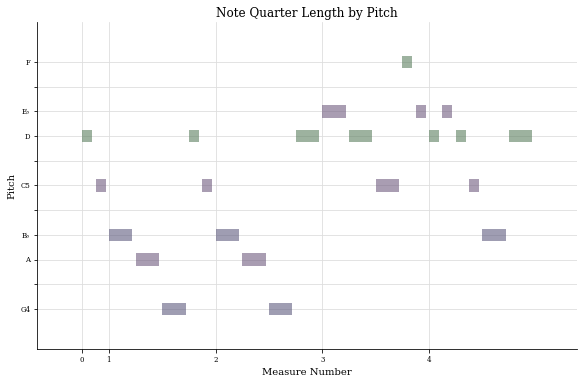 Note Quarter Length by Pitch
Pitch
F
E♭
D
C5
B♭
A
G4
0 1 2 3 4
Measure Number